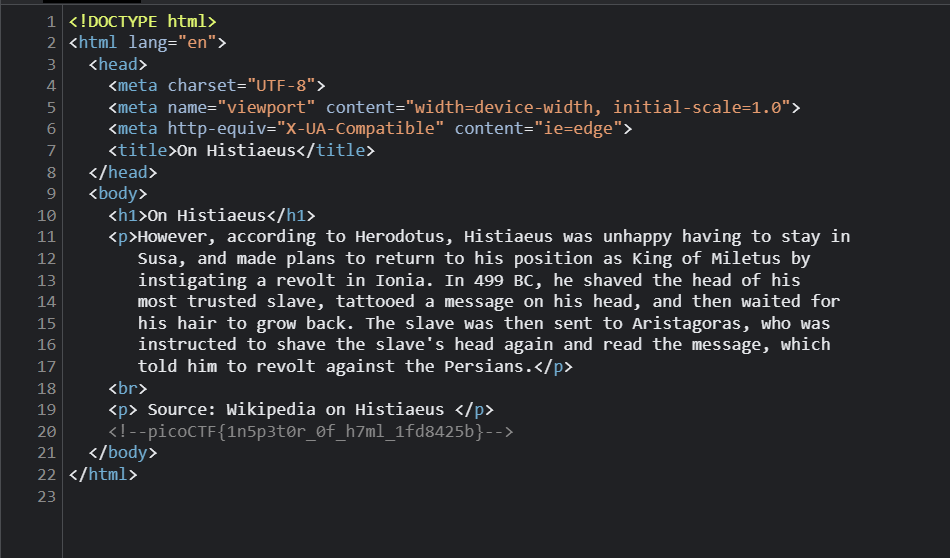 1 <!DOCTYPE html>
2 <html lang="en">
3   <head>
4     <meta charset="UTF-8">
5     <meta name="viewport" content="width=device-width, initial-scale=1.0">
6     <meta http-equiv="X-UA-Compatible" content="ie=edge">
7     <title>On Histiaeus</title>
8   </head>
9   <body>
10     <h1>On Histiaeus</h1>
11     <p>However, according to Herodotus, Histiaeus was unhappy having to stay in
12        Susa, and made plans to return to his position as King of Miletus by
13        instigating a revolt in Ionia. In 499 BC, he shaved the head of his
14        most trusted slave, tattooed a message on his head, and then waited for
15        his hair to grow back. The slave was then sent to Aristagoras, who was
16        instructed to shave the slave's head again and read the message, which
17        told him to revolt against the Persians.</p>
18     <br>
19     <p> Source: Wikipedia on Histiaeus </p>
20     <!--picoCTF{1n5p3t0r_0f_h7ml_1fd8425b}-->
21   </body>
22 </html>
23